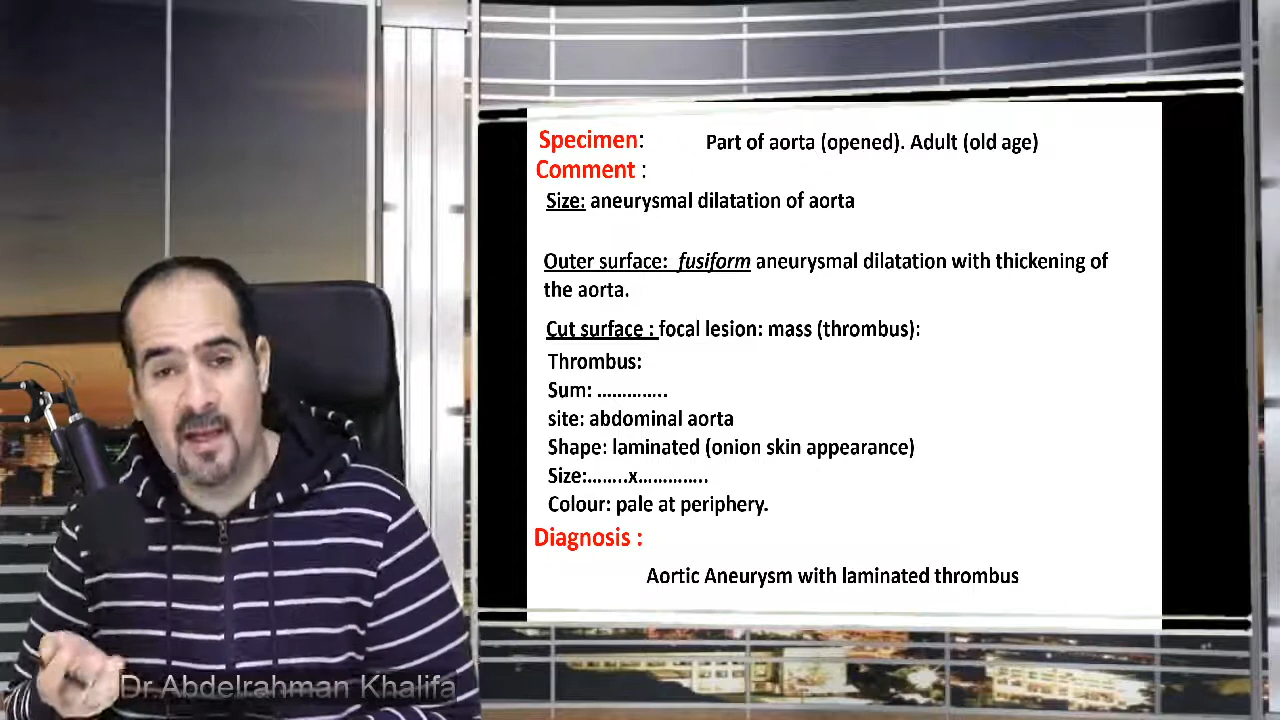 Specimen: Part of aorta (opened). Adult (old age)
Comment :
Size: aneurysmal dilatation of aorta
Outer surface: fusiform aneurysmal dilatation with thickening of
the aorta.
Cut surface : focal lesion: mass (thrombus):
Thrombus:
Sum: ..............
site: abdominal aorta
Shape: laminated (onion skin appearance)
Size:........x..............
Colour: pale at periphery.
Diagnosis :
Aortic Aneurysm with laminated thrombus
Dr.Abdelrahman Khalifa